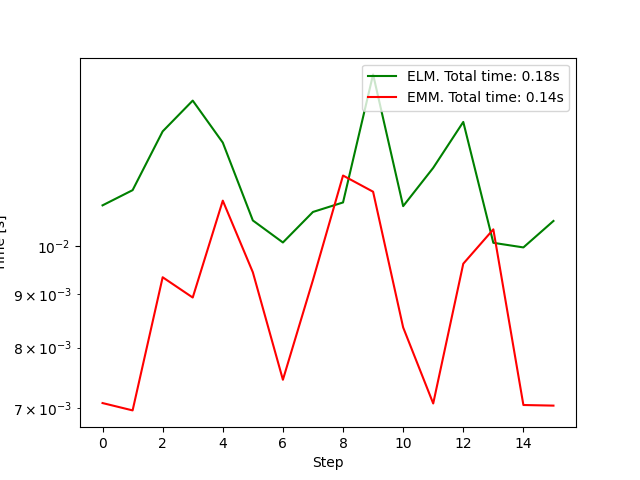 ELM. Total time: 0.18s
EMM. Total time: 0.14s
Time [s]
10⁻²
9 × 10⁻³
8 × 10⁻³
7 × 10⁻³
0 2 4 6 8 10 12 14
Step